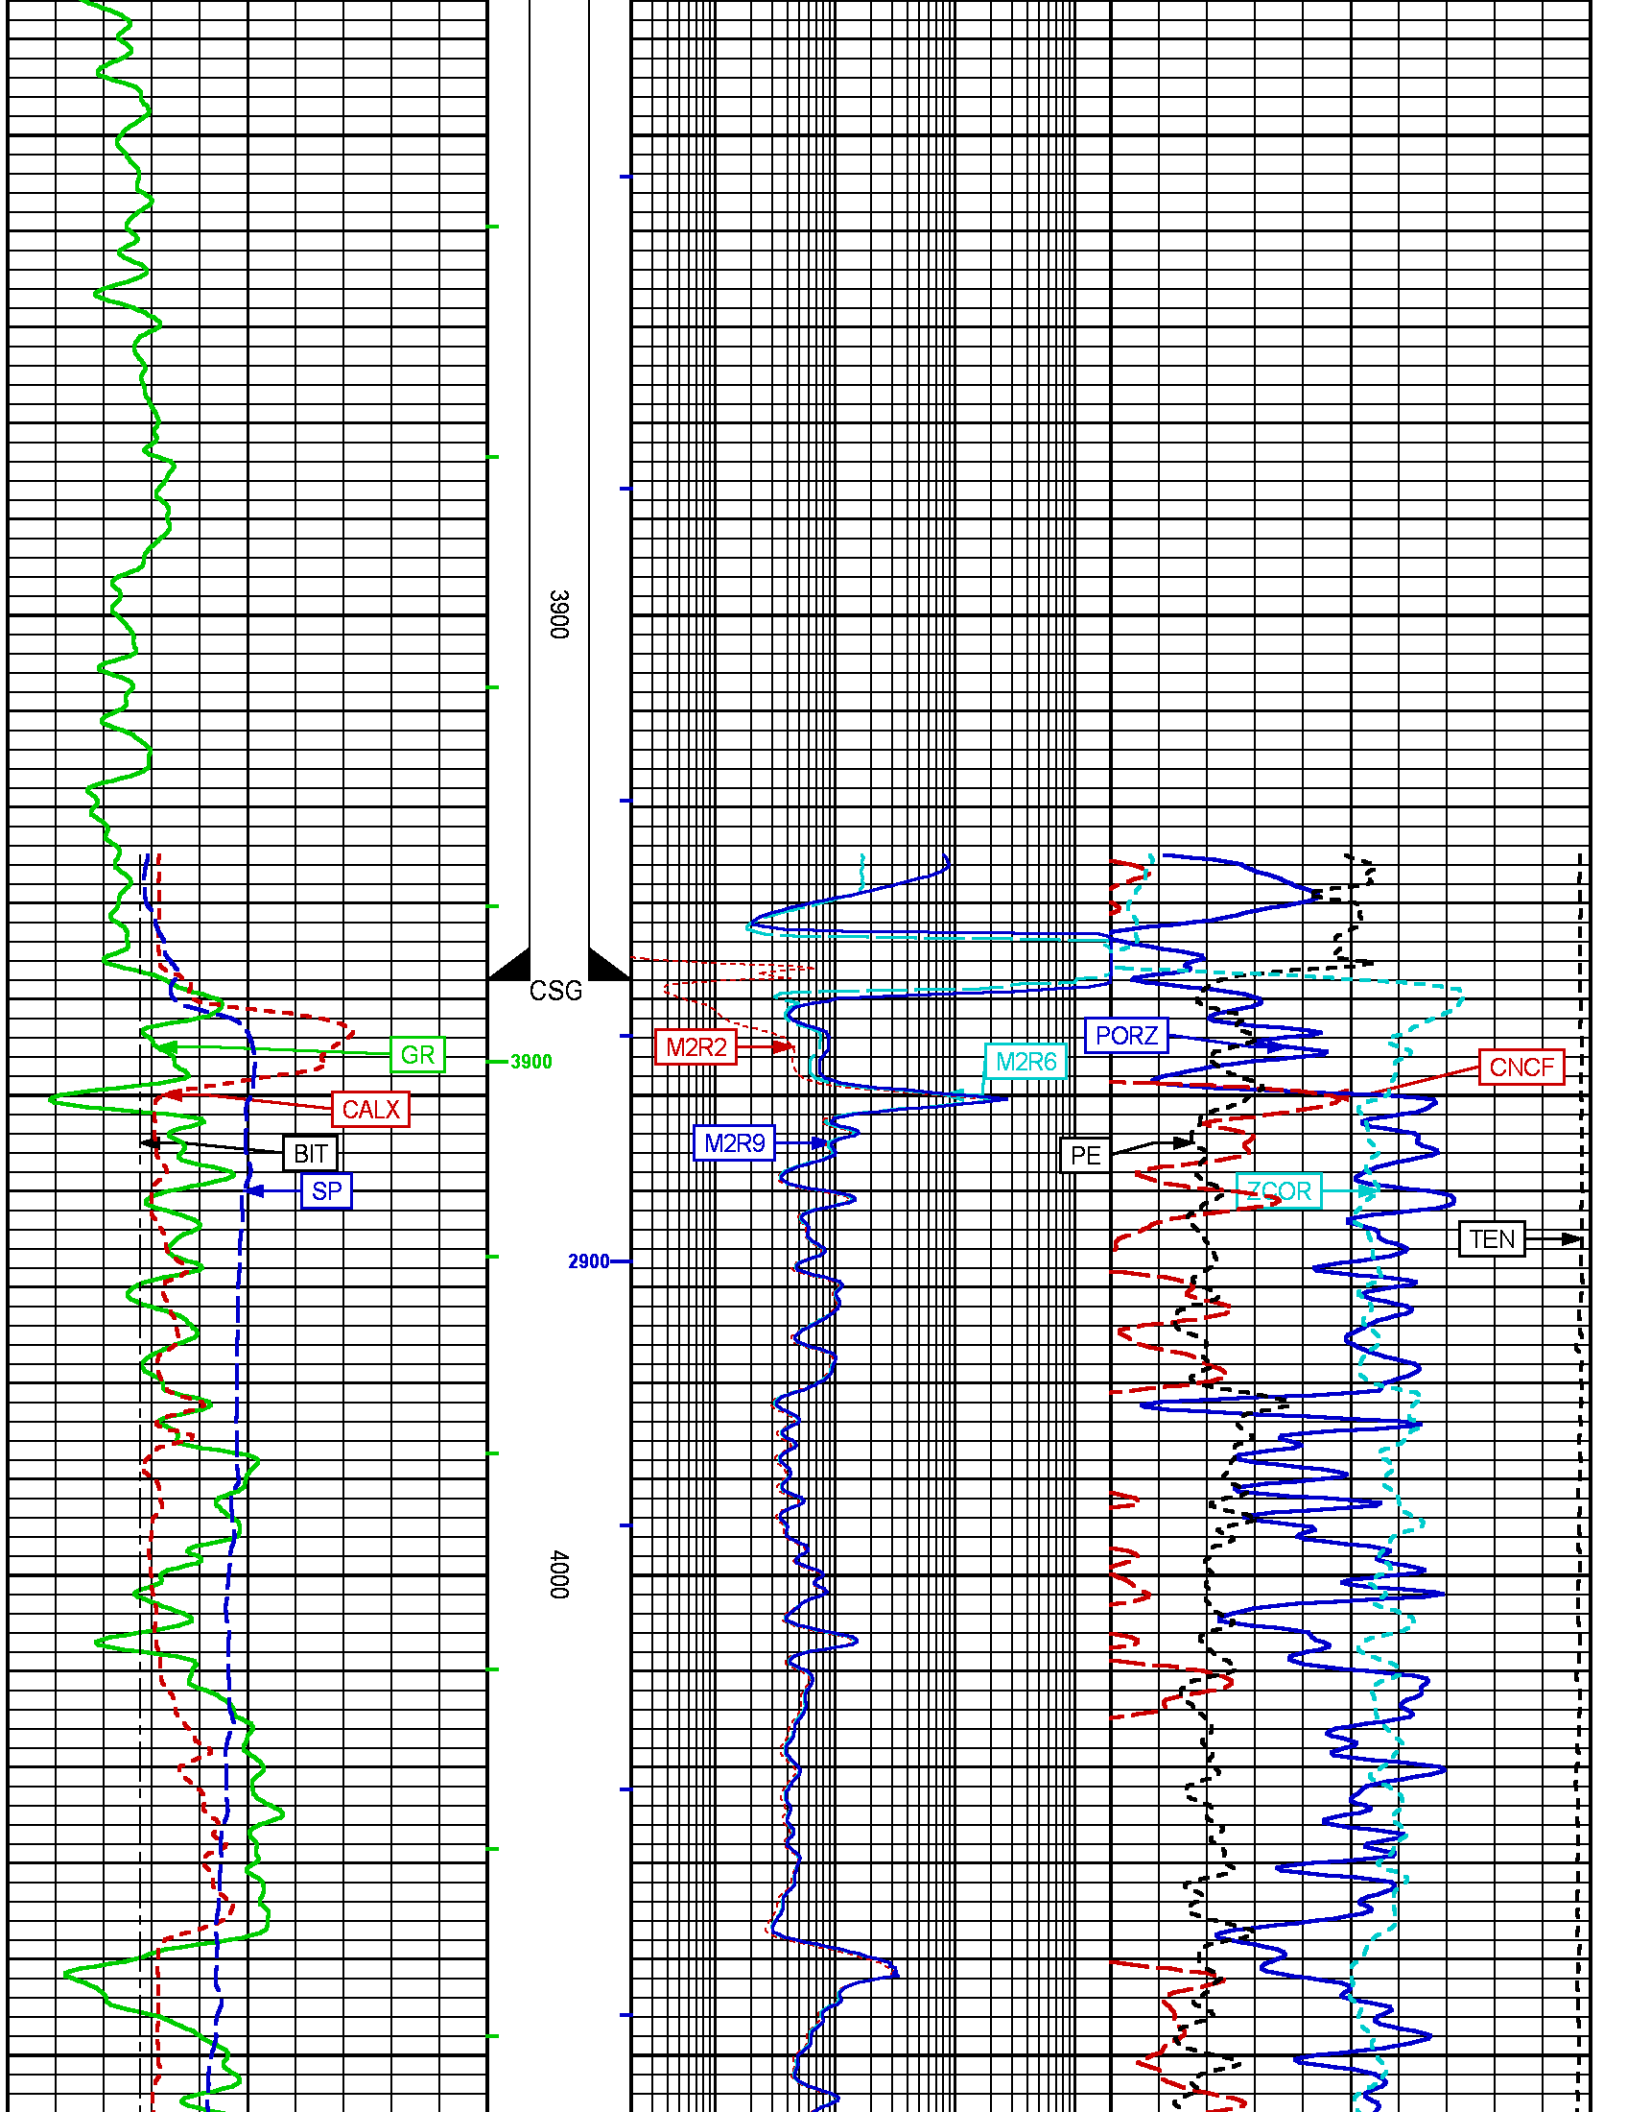 3900
CSG
M2R2
PORZ
GR
3900
M2R6
CNCF
CALX
M2R9
BIT
PE
SP
ZCOR
TEN
2900
4000